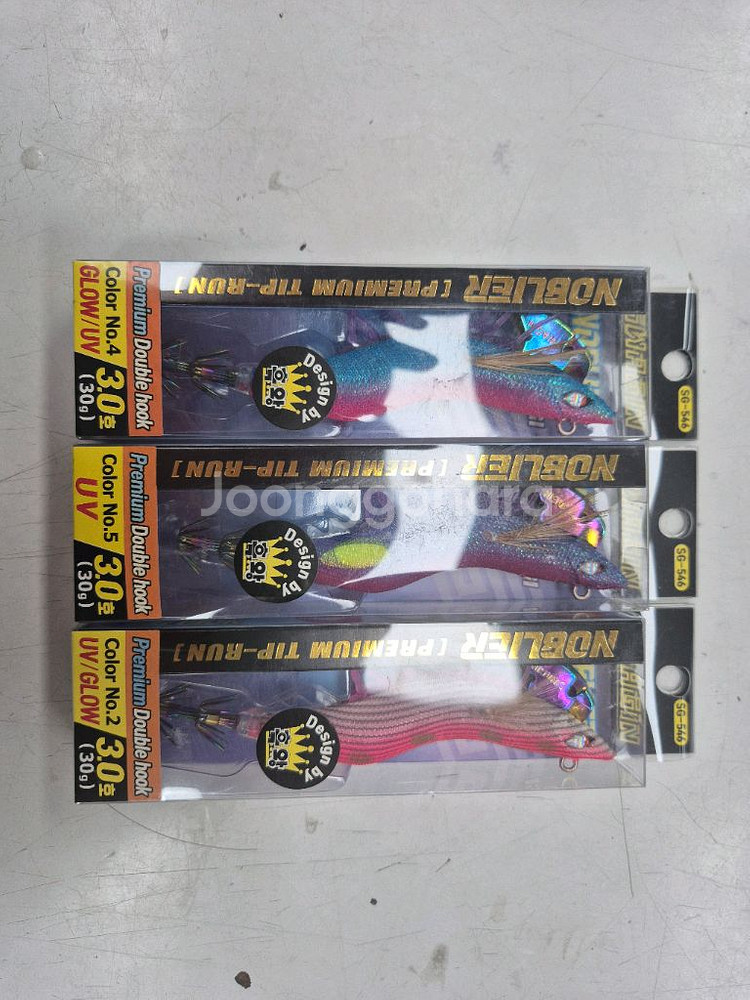 NOBLIER [PREMIUM TIP-RUN]
Premium Double hook
Color No.4
GLOW/UV
3.0호
(30g)
Design by
SG-546
NOBLIER [PREMIUM TIP-RUN]
Premium Double hook
Color No.5
UV
3.0호
(30g)
Design by
SG-546
Joonggonara
NOBLIER [PREMIUM TIP-RUN]
Premium Double hook
Color No.2
UV/GLOW
3.0호
(30g)
Design by
SG-546